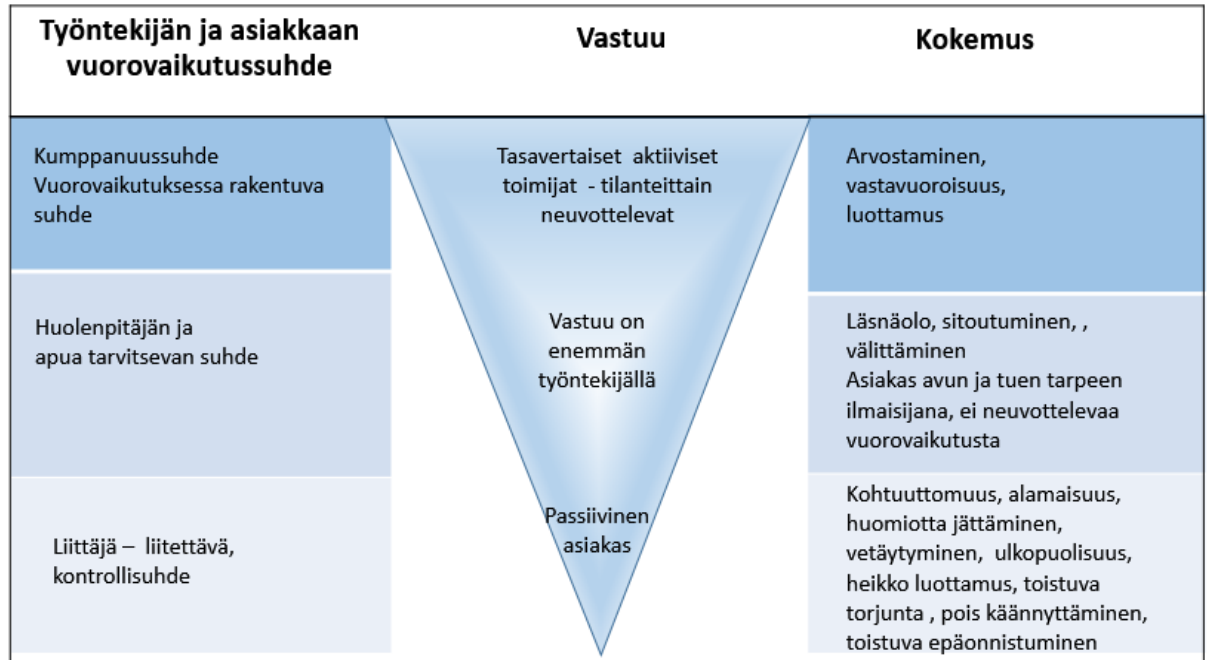 Työntekijän ja asiakkaan
vuorovaikutussuhde
Vastuu
Kokemus
Kumppanuussuhde
Vuorovaikutuksessa rakentuva
suhde
Tasavertaiset aktiiviset
toimijat - tilanteittain
neuvottelevat
Arvostaminen,
vastavuoroisuus,
luottamus
Huolenpitäjän ja
apua tarvitsevan suhde
Vastuu on
enemmän
työntekijällä
Läsnäolo, sitoutuminen, ,
välittäminen
Asiakas avun ja tuen tarpeen
ilmaisijana, ei neuvottelevaa
vuorovaikutusta
Liittäjä – liitettävä,
kontrollisuhde
Passiivinen
asiakas
Kohtuuttomuus, alamaisuus,
huomiotta jättäminen,
vetäytyminen, ulkopuolisuus,
heikko luottamus, toistuva
torjunta , pois käännyttäminen,
toistuva epäonnistuminen